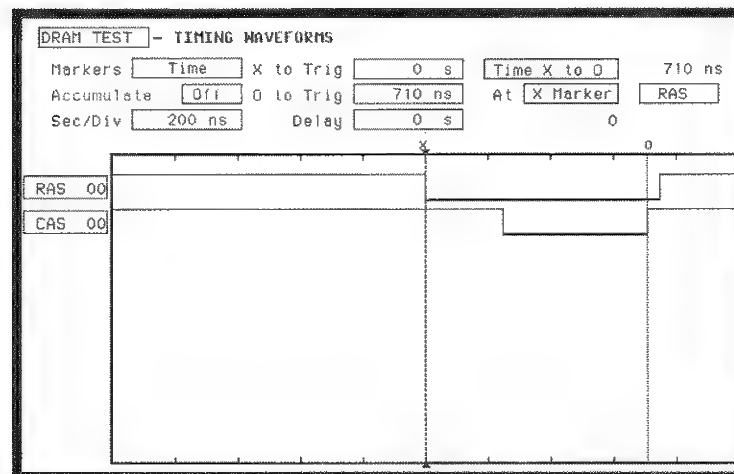 DRAM TEST - TIMING WAVEFORMS
Markers Time X to Trig 0 s Time X to O 710 ns
Accumulate Off O to Trig 710 ns At X Marker RAS
Sec/Div 200 ns Delay 0 s 0
X O
RAS 00
CAS 00